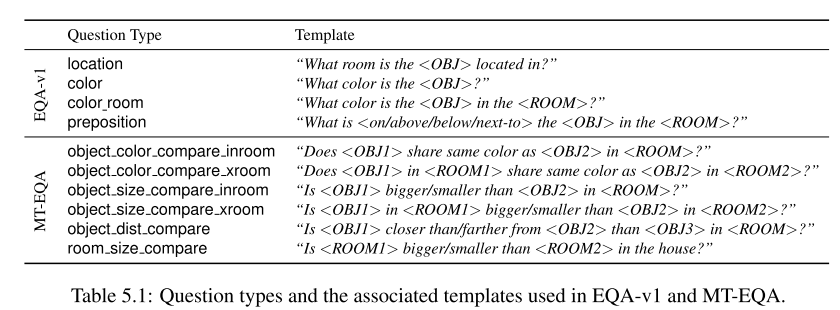 Question Type Template
EQA-v1
location “What room is the <OBJ> located in?”
color “What color is the <OBJ>?”
color_room “What color is the <OBJ> in the <ROOM>?”
preposition “What is <on/above/below/next-to> the <OBJ> in the <ROOM>?”
MT-EQA
object_color_compare_inroom “Does <OBJ1> share same color as <OBJ2> in <ROOM>?”
object_color_compare_xroom “Does <OBJ1> in <ROOM1> share same color as <OBJ2> in <ROOM2>?”
object_size_compare_inroom “Is <OBJ1> bigger/smaller than <OBJ2> in <ROOM>?”
object_size_compare_xroom “Is <OBJ1> in <ROOM1> bigger/smaller than <OBJ2> in <ROOM2>?”
object_dist_compare “Is <OBJ1> closer than/farther from <OBJ2> than <OBJ3> in <ROOM>?”
room_size_compare “Is <ROOM1> bigger/smaller than <ROOM2> in the house?”
Table 5.1: Question types and the associated templates used in EQA-v1 and MT-EQA.